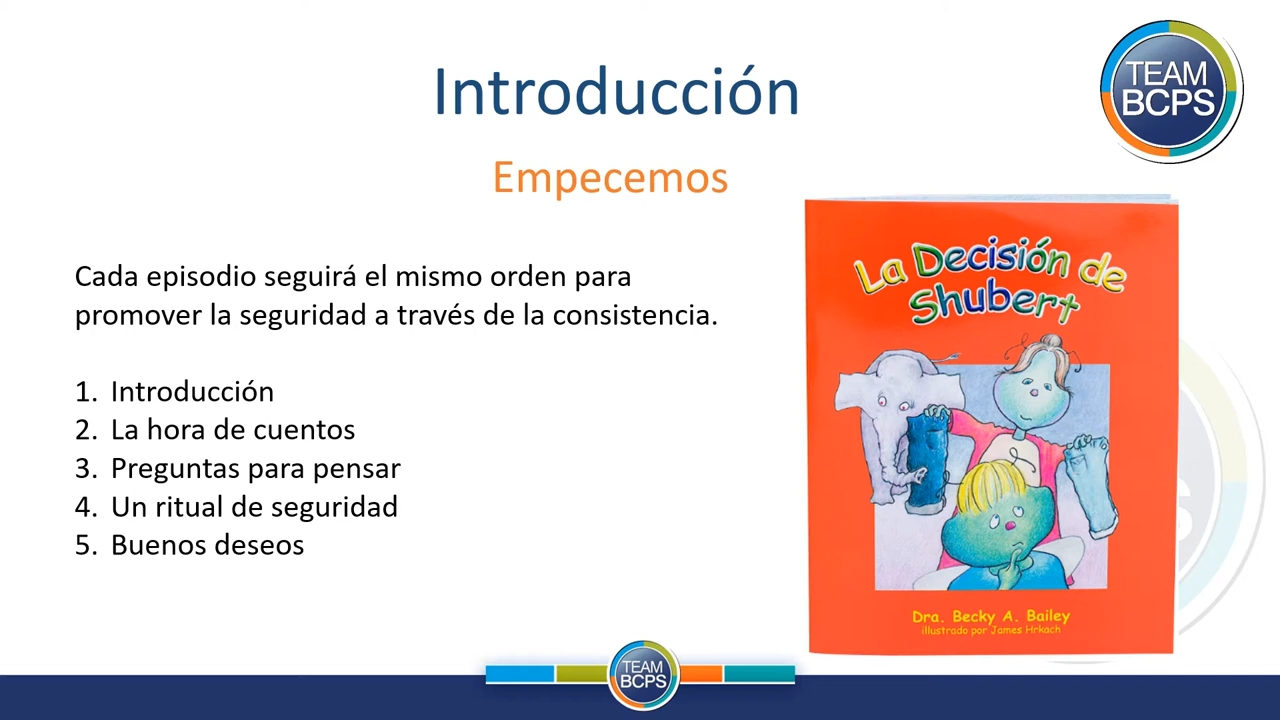 Introducción
TEAM
BCPS
Empecemos
Cada episodio seguirá el mismo orden para
promover la seguridad a través de la consistencia.
1. Introducción
2. La hora de cuentos
3. Preguntas para pensar
4. Un ritual de seguridad
5. Buenos deseos
La Decisión de
Shubert
Dra. Becky A. Bailey
illustrado por James Hrkach
TEAM
BCPS